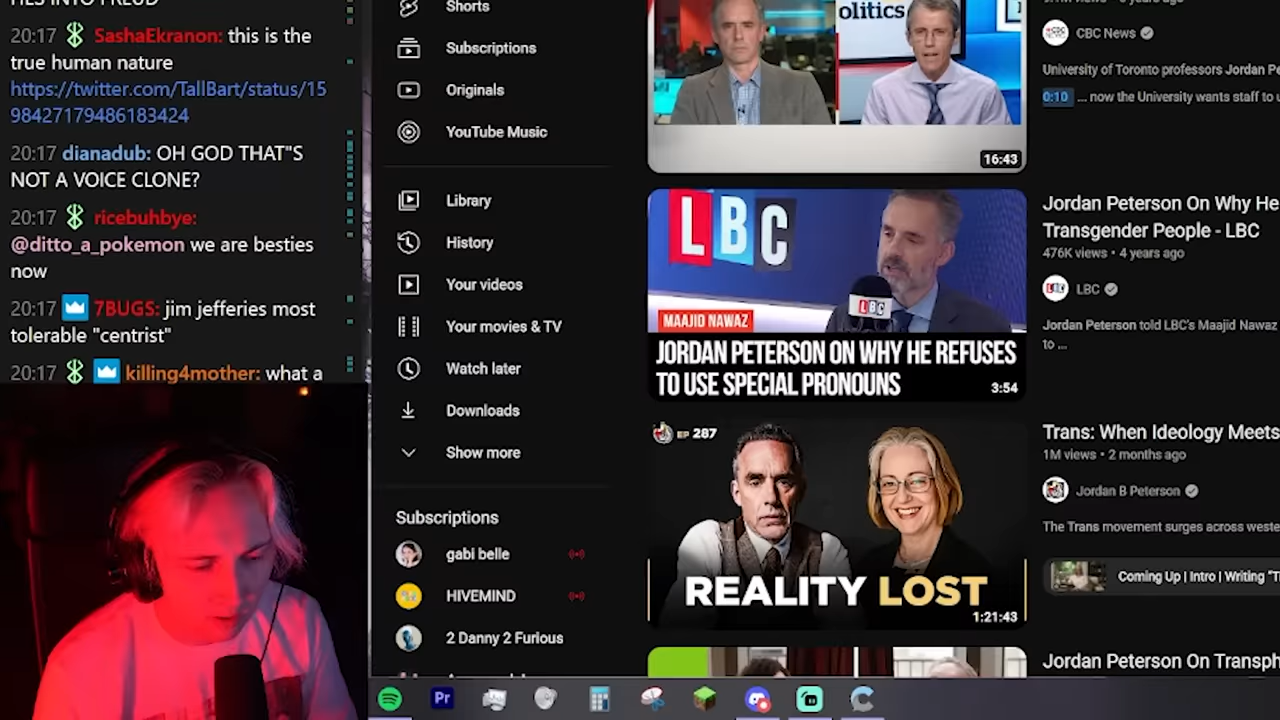 HES INTO FREUD
20:17 SashaEkranon: this is the
true human nature
https://twitter.com/TallBart/status/15
98427179486183424
20:17 dianadub: OH GOD THAT"S
NOT A VOICE CLONE?
20:17 ricebuhbye:
@ditto_a_pokemon we are besties
now
20:17 7BUGS: jim jefferies most
tolerable "centrist"
20:17 killing4mother: what a
Shorts
Subscriptions
Originals
YouTube Music
Library
History
Your videos
Your movies & TV
Watch later
Downloads
Show more
Subscriptions
gabi belle
HIVEMIND
2 Danny 2 Furious
olitics
16:43
CBC News
University of Toronto professors Jordan Pe
0:10 ... now the University wants staff to u
LBC
MAAJID NAWAZ
JORDAN PETERSON ON WHY HE REFUSES
TO USE SPECIAL PRONOUNS
3:54
LBC
Jordan Peterson On Why He
Transgender People - LBC
476K views • 4 years ago
LBC
Jordan Peterson told LBC's Maajid Nawaz
to ...
EP 287
REALITY LOST
1:21:43
Trans: When Ideology Meets
1M views • 2 months ago
Jordan B Peterson
The Trans movement surges across weste
Coming Up | Intro | Writing "T
Jordan Peterson On Transph
Pr